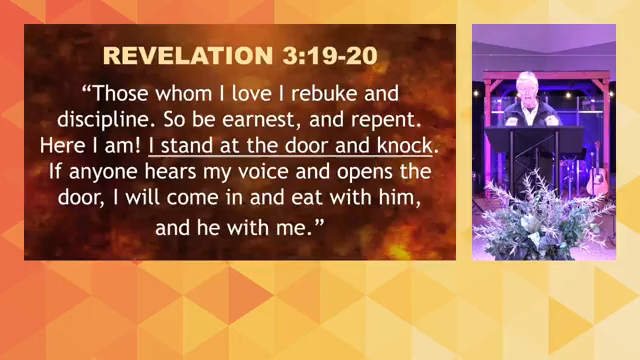 REVELATION 3:19-20
“Those whom I love I rebuke and
discipline. So be earnest, and repent.
Here I am! I stand at the door and knock.
If anyone hears my voice and opens the
door, I will come in and eat with him,
and he with me.”